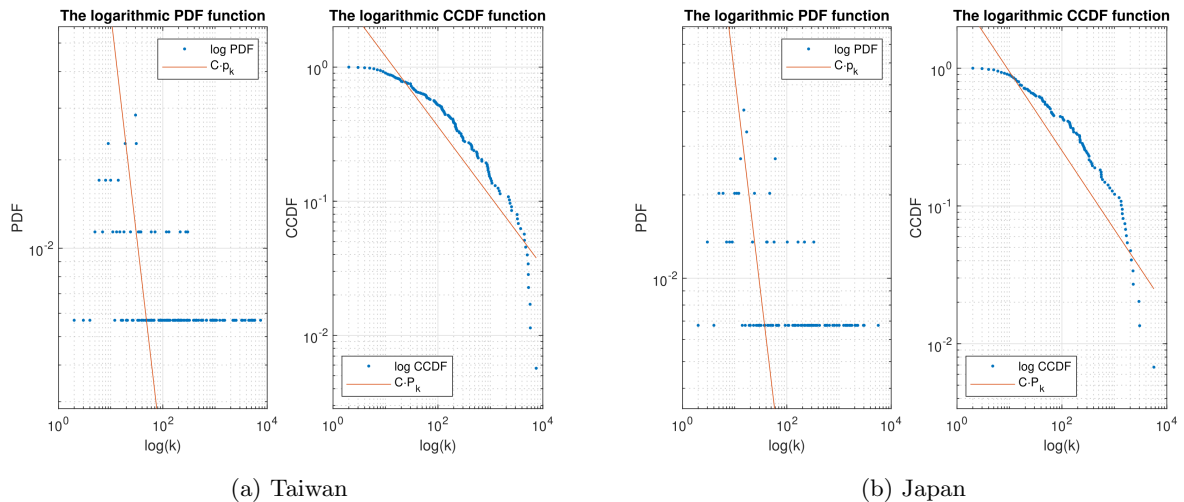 The logarithmic PDF function
log PDF
C·p_k
10^-2
PDF
10^0
10^2
10^4
log(k)
The logarithmic CCDF function
10^0
10^-1
10^-2
CCDF
log CCDF
C·P_k
10^0
10^2
10^4
log(k)
(a) Taiwan
The logarithmic PDF function
log PDF
C·p_k
10^-2
PDF
10^0
10^2
10^4
log(k)
The logarithmic CCDF function
10^0
10^-1
10^-2
CCDF
log CCDF
C·P_k
10^0
10^2
10^4
log(k)
(b) Japan